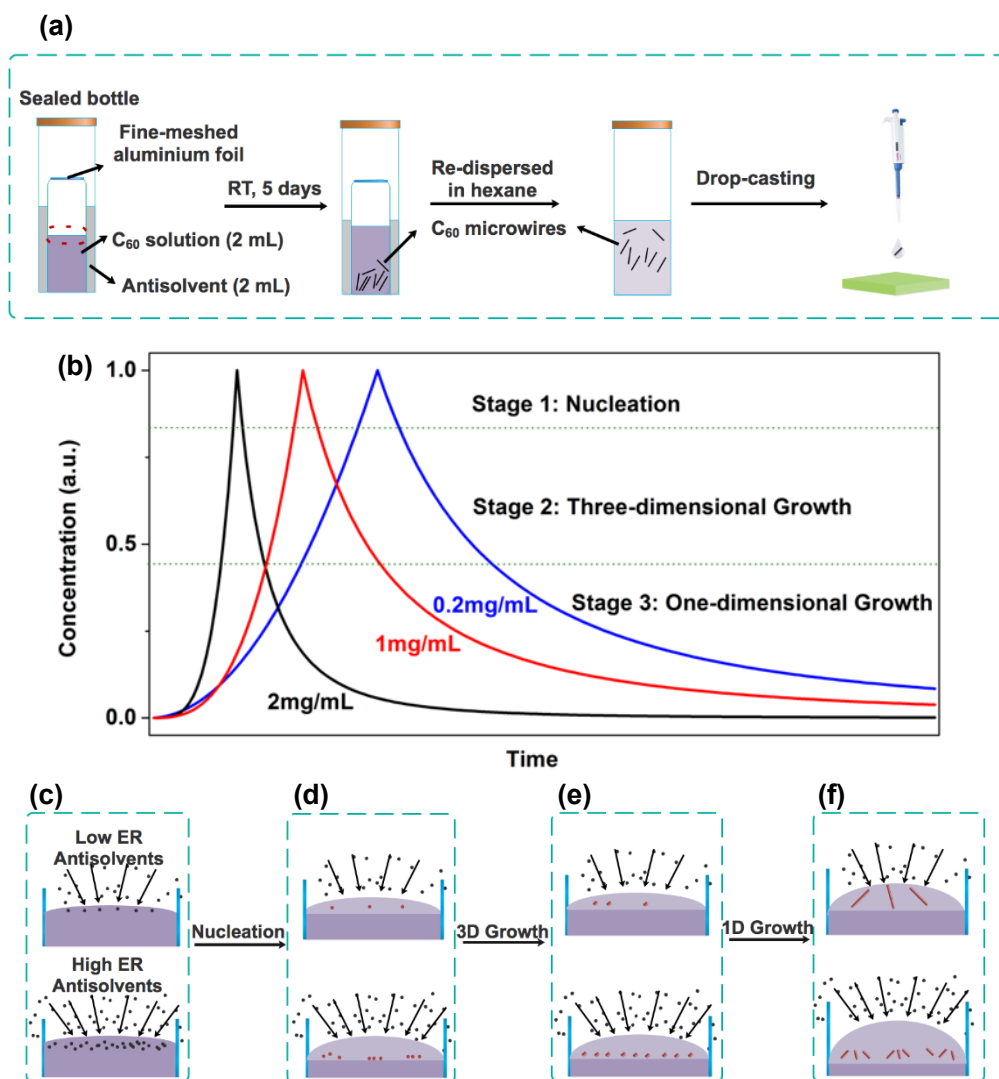 (a)
Sealed bottle
Fine-meshed
aluminium foil
RT, 5 days
Re-dispersed
in hexane
Drop-casting
C60 solution (2 mL)
C60 microwires
Antisolvent (2 mL)
(b)
1.0
0.5
0.0
Concentration (a.u.)
Stage 1: Nucleation
Stage 2: Three-dimensional Growth
Stage 3: One-dimensional Growth
0.2mg/mL
1mg/mL
2mg/mL
Time
(c)
(d)
(e)
(f)
Low ER
Antisolvents
Nucleation
3D Growth
1D Growth
High ER
Antisolvents